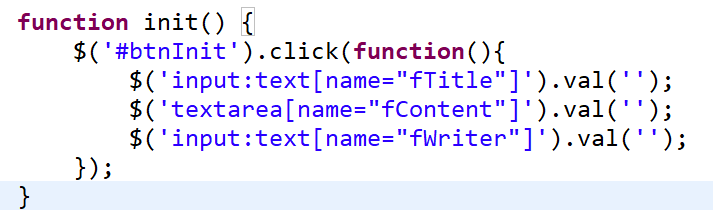 function init() {
    $('#btnInit').click(function(){
        $('input:text[name="fTitle"]').val('');
        $('textarea[name="fContent"]').val('');
        $('input:text[name="fWriter"]').val('');
    });
}